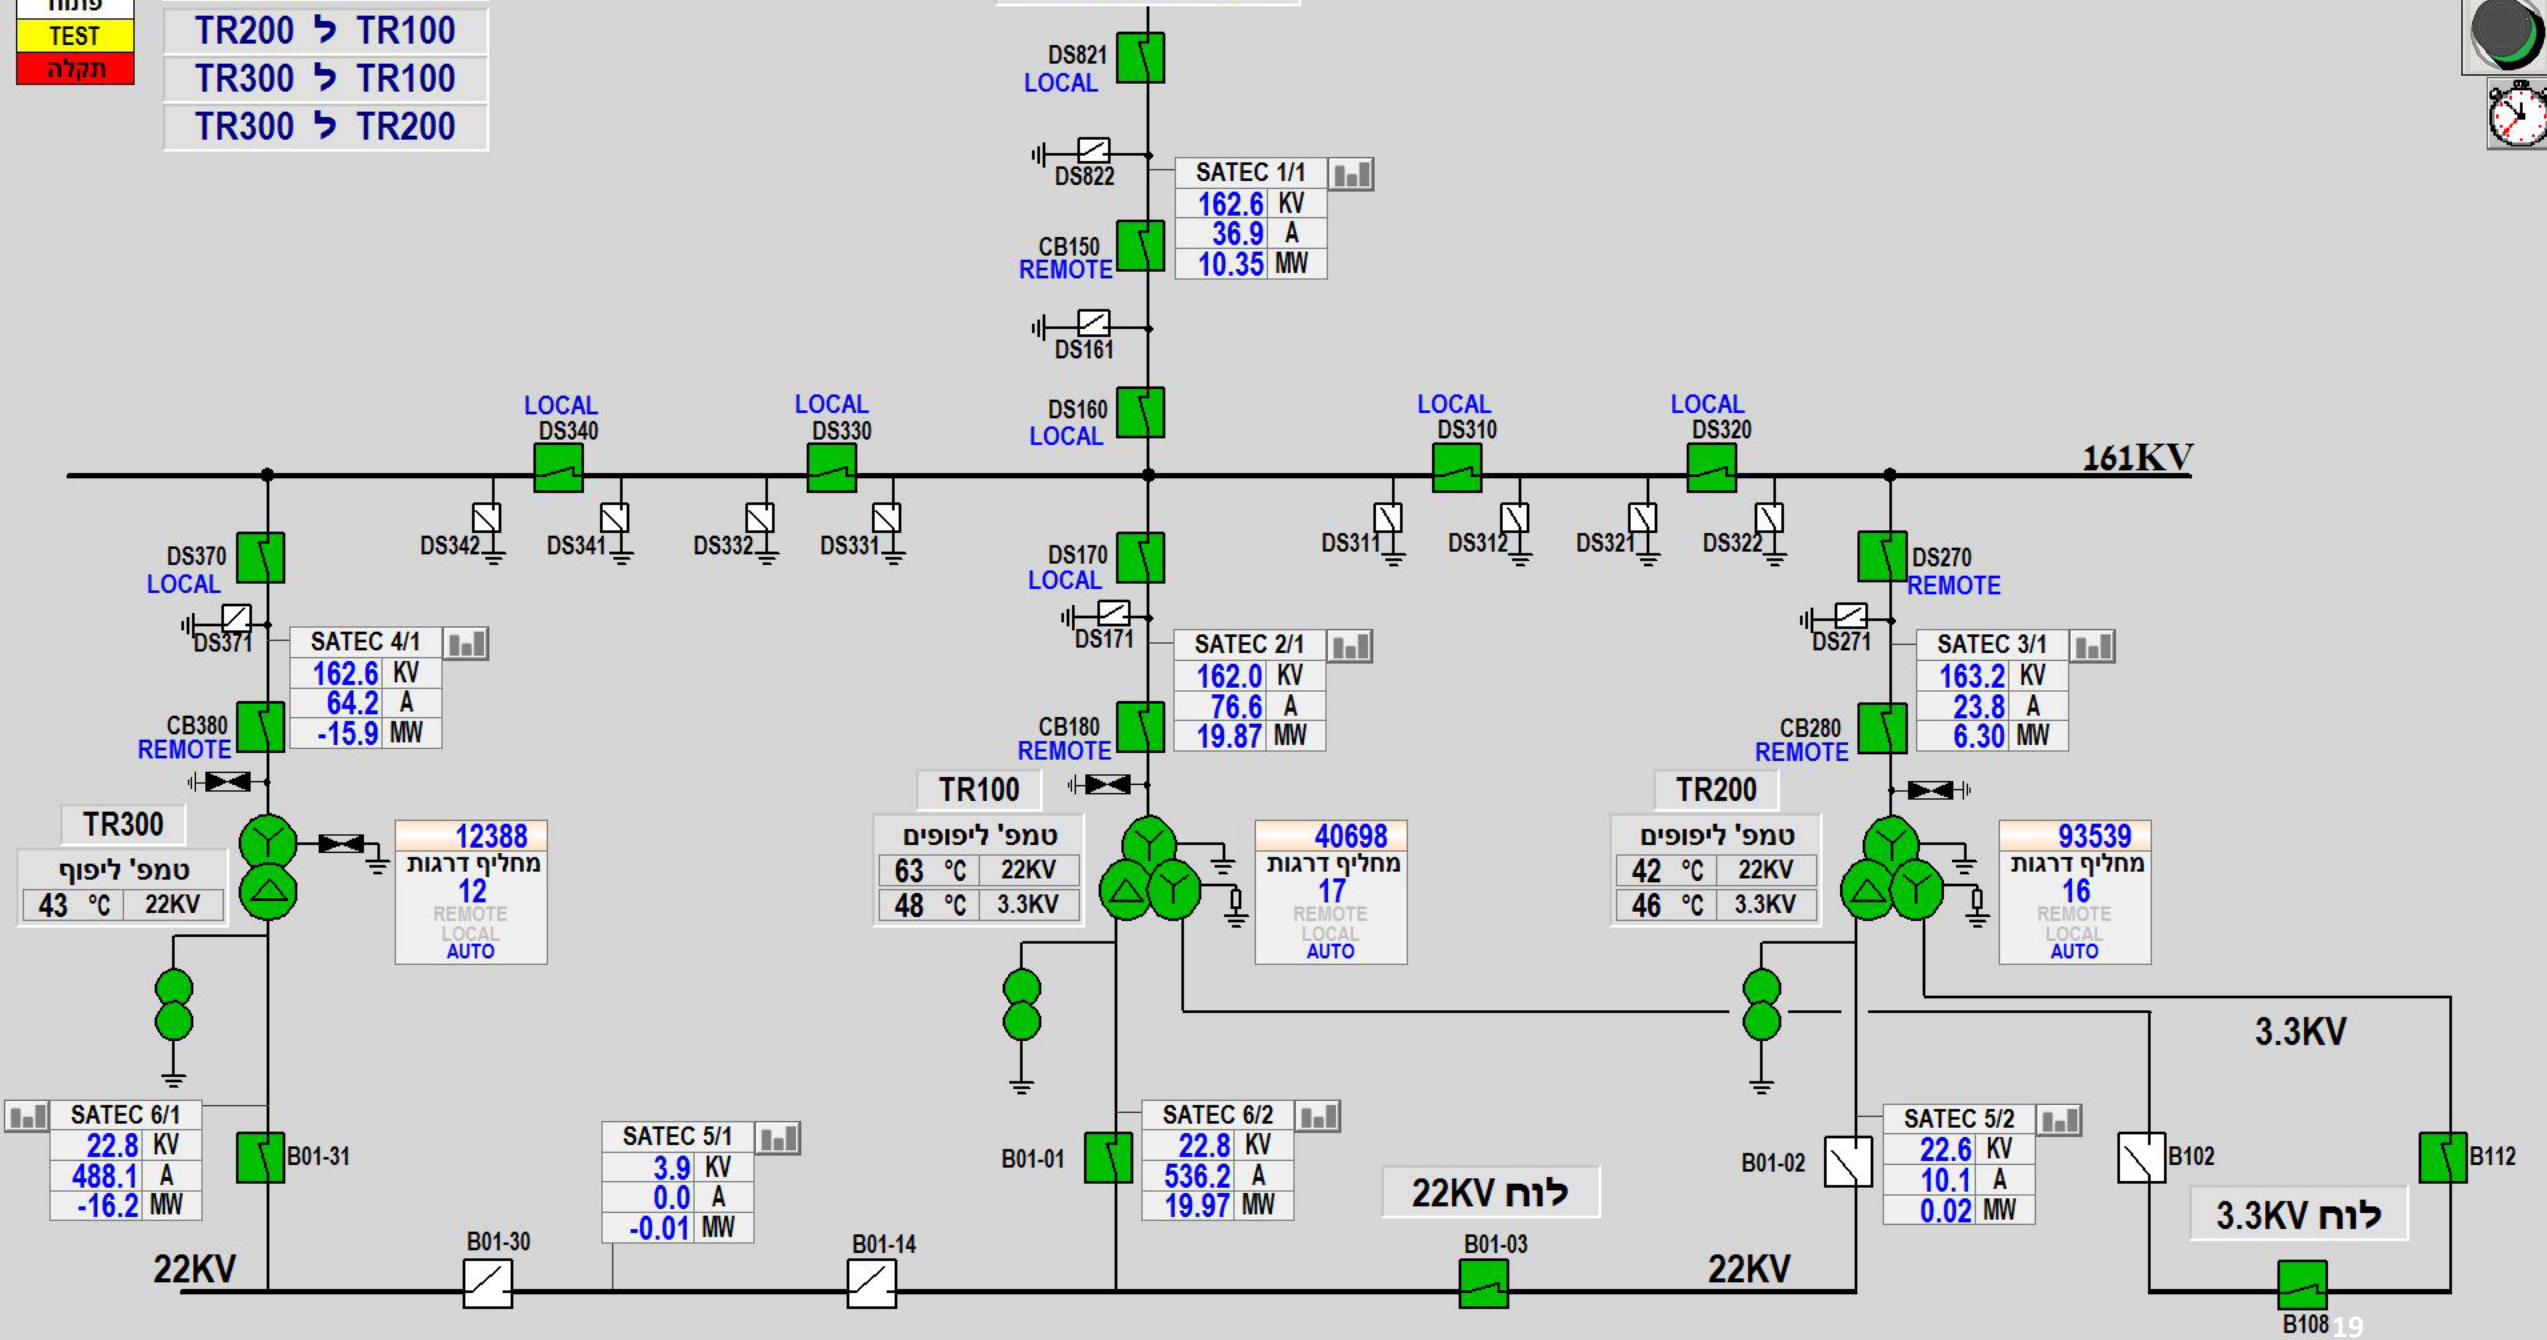 פתוח
TEST
תקלה
TR200 ל TR100
TR300 ל TR100
TR300 ל TR200
DS821
LOCAL
DS822
SATEC 1/1
162.6 KV
36.9 A
10.35 MW
CB150
REMOTE
DS161
DS160
LOCAL
LOCAL
DS340
LOCAL
DS330
LOCAL
DS310
LOCAL
DS320
161KV
DS342
DS341
DS332
DS331
DS311
DS312
DS321
DS322
DS370
LOCAL
DS371
SATEC 4/1
162.6 KV
64.2 A
-15.9 MW
CB380
REMOTE
DS170
LOCAL
DS171
SATEC 2/1
162.0 KV
76.6 A
19.87 MW
CB180
REMOTE
DS270
REMOTE
DS271
SATEC 3/1
163.2 KV
23.8 A
6.30 MW
CB280
REMOTE
TR300
טמפ' ליפוף
43 °C 22KV
12388
מחליף דרגות
12
REMOTE
LOCAL
AUTO
TR100
טמפ' ליפופים
63 °C 22KV
48 °C 3.3KV
40698
מחליף דרגות
17
REMOTE
LOCAL
AUTO
TR200
טמפ' ליפופים
42 °C 22KV
46 °C 3.3KV
93539
מחליף דרגות
16
REMOTE
LOCAL
AUTO
3.3KV
SATEC 6/1
22.8 KV
488.1 A
-16.2 MW
B01-31
SATEC 5/1
3.9 KV
0.0 A
-0.01 MW
B01-01
SATEC 6/2
22.8 KV
536.2 A
19.97 MW
לוח 22KV
B01-02
SATEC 5/2
22.6 KV
10.1 A
0.02 MW
B102
B112
לוח 3.3KV
22KV
B01-30
B01-14
B01-03
22KV
B108
19